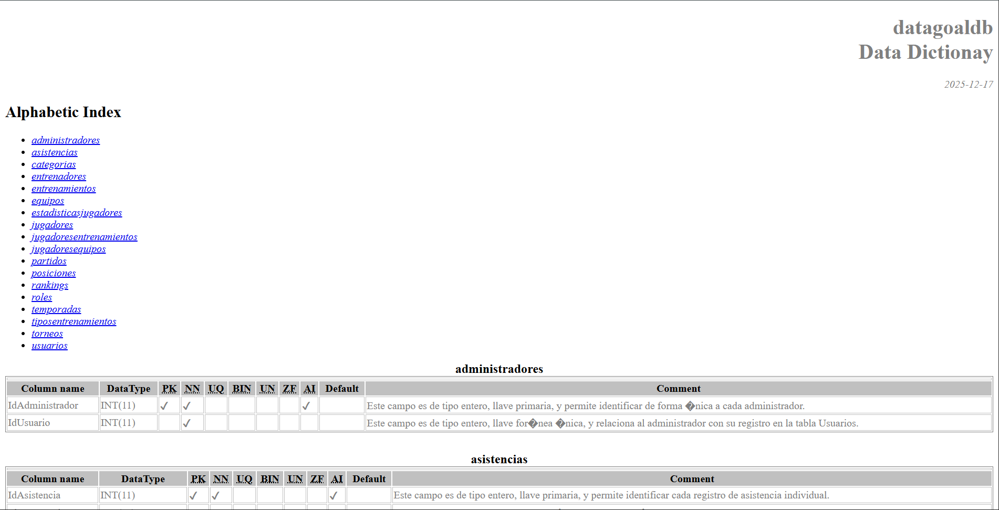 datagoaldb
Data Dictionay
2025-12-17
Alphabetic Index
administradores
asistencias
categorias
entrenadores
entrenamientos
equipos
estadisticasjugadores
jugadores
jugadoresentrenamientos
jugadoresequipos
partidos
posiciones
rankings
roles
temporadas
tiposentrenamientos
torneos
usuarios
administradores
Column name DataType PK NN UQ BIN UN ZF AI Default Comment
IdAdministrador INT(11) ✓ ✓ ✓ Este campo es de tipo entero, llave primaria, y permite identificar de forma �nica a cada administrador.
IdUsuario INT(11) ✓ Este campo es de tipo entero, llave for�nea �nica, y relaciona al administrador con su registro en la tabla Usuarios.
asistencias
Column name DataType PK NN UQ BIN UN ZF AI Default Comment
IdAsistencia INT(11) ✓ ✓ ✓ Este campo es de tipo entero, llave primaria, y permite identificar cada registro de asistencia individual.